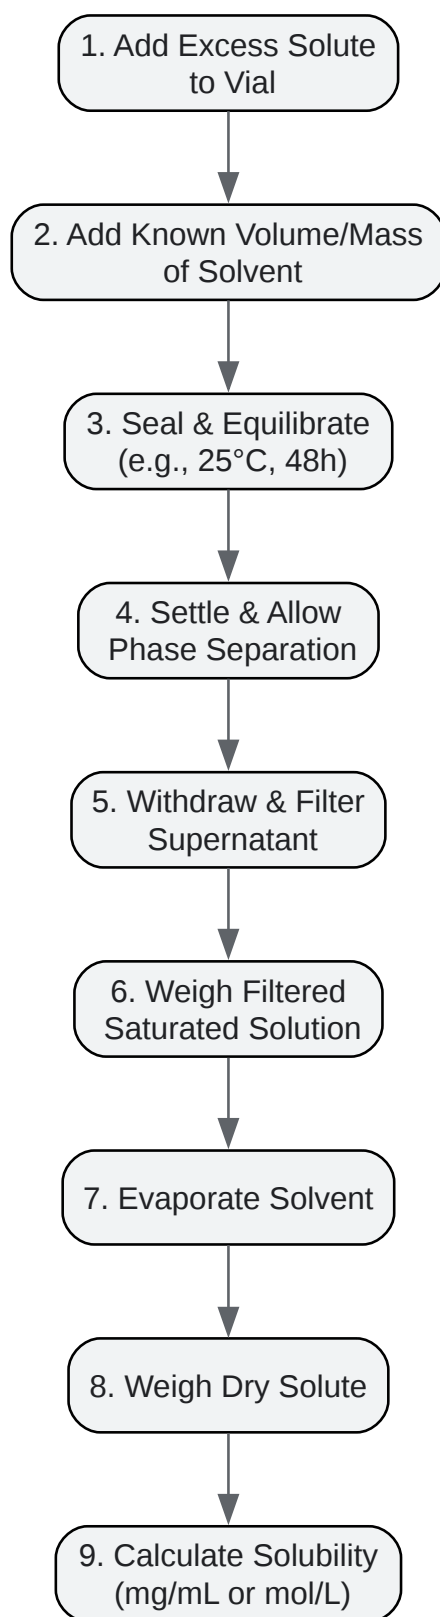 1. Add Excess Solute
to Vial
2. Add Known Volume/Mass
of Solvent
3. Seal & Equilibrate
(e.g., 25°C, 48h)
4. Settle & Allow
Phase Separation
5. Withdraw & Filter
Supernatant
6. Weigh Filtered
Saturated Solution
7. Evaporate Solvent
8. Weigh Dry Solute
9. Calculate Solubility
(mg/mL or mol/L)